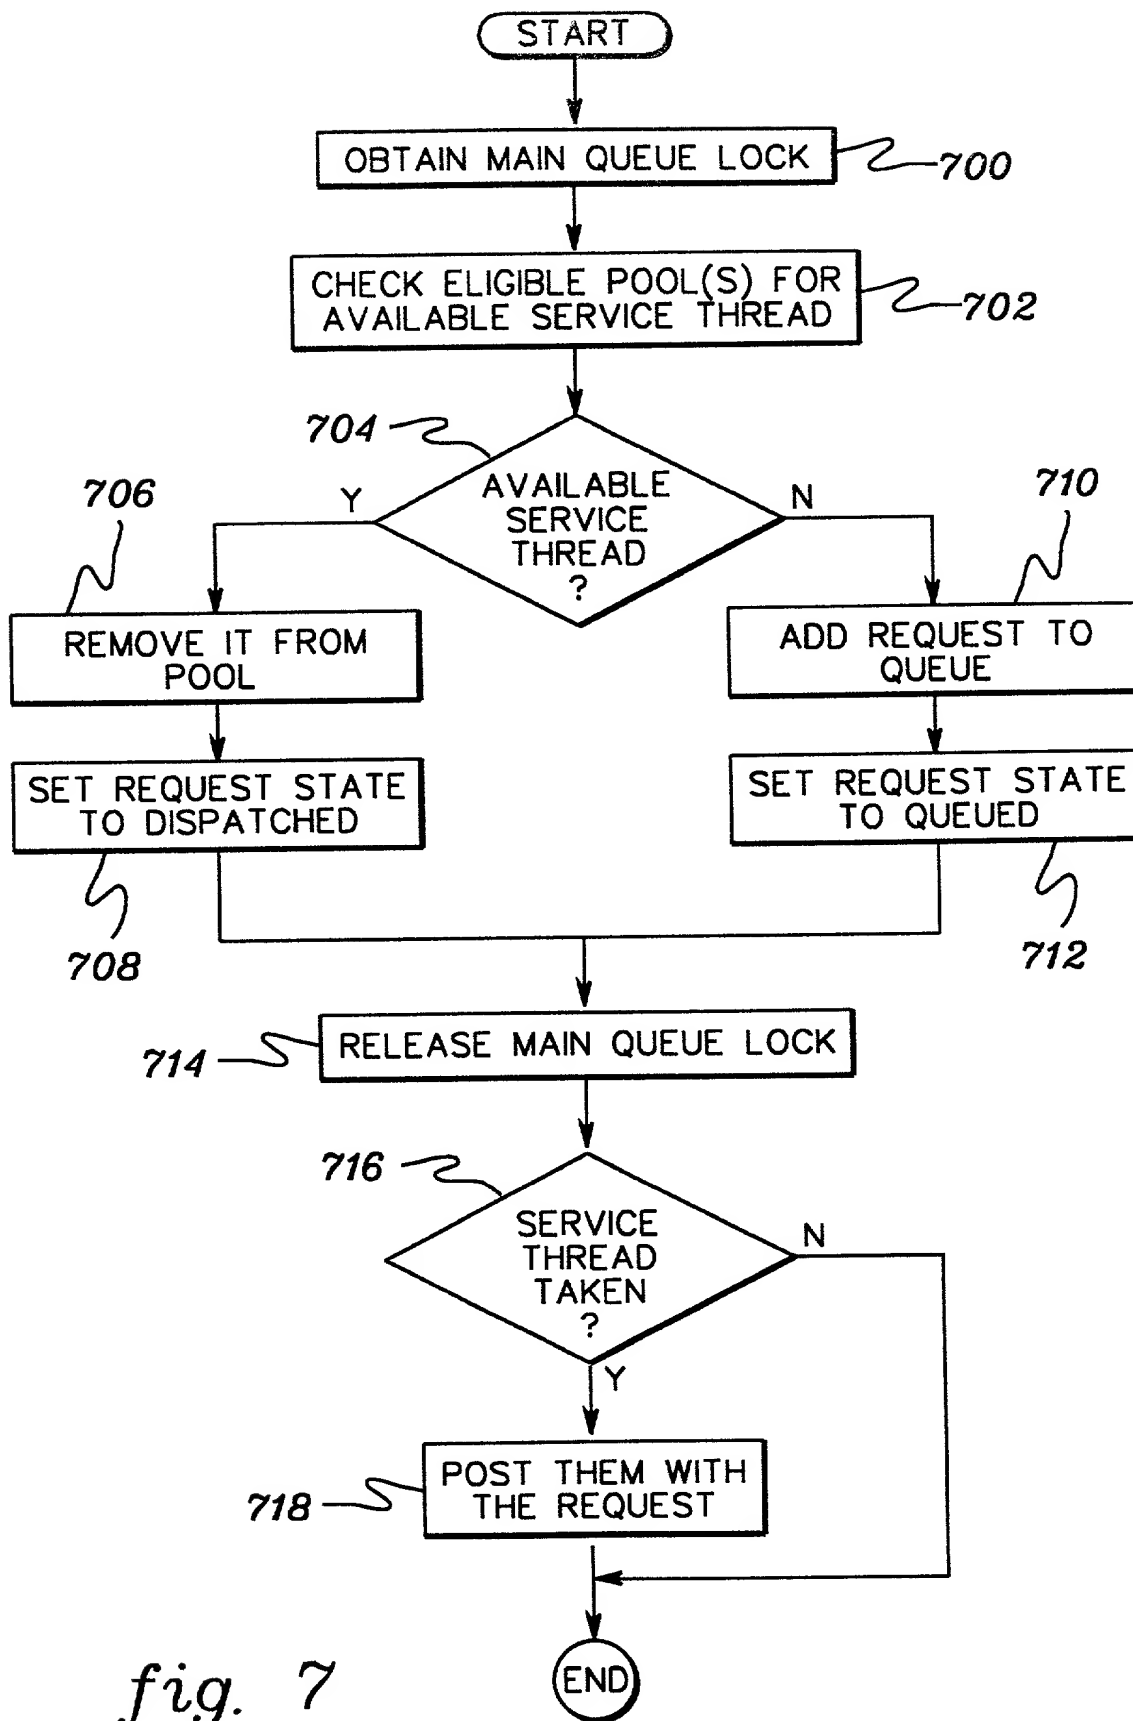 START
OBTAIN MAIN QUEUE LOCK
700
CHECK ELIGIBLE POOL(S) FOR
AVAILABLE SERVICE THREAD
702
704
AVAILABLE
SERVICE
THREAD
?
Y
N
706
REMOVE IT FROM
POOL
710
ADD REQUEST TO
QUEUE
SET REQUEST STATE
TO DISPATCHED
708
SET REQUEST STATE
TO QUEUED
712
RELEASE MAIN QUEUE LOCK
714
716
SERVICE
THREAD
TAKEN
?
N
Y
POST THEM WITH
THE REQUEST
718
END
fig. 7